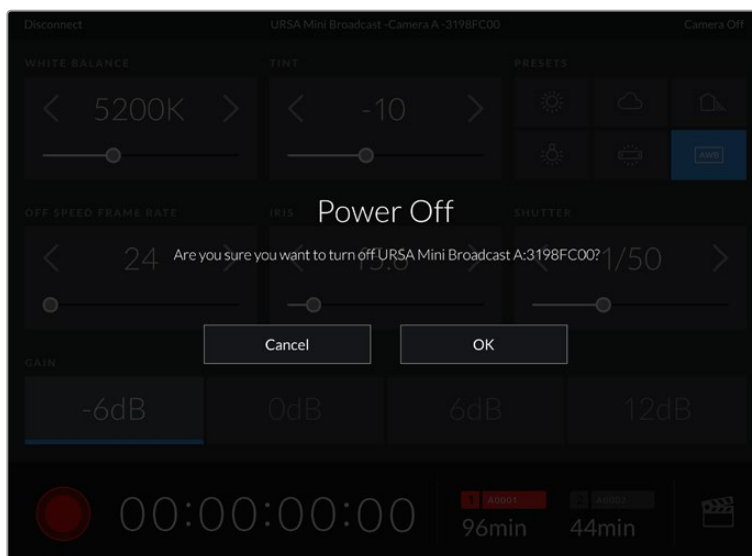 Disconnect URSA Mini Broadcast -Camera A -3198FC00 Camera Off
WHITE BALANCE TINT PRESETS
5200K -10
AWB
OFF SPEED FRAME RATE IRIS SHUTTER
Power Off
24 1/50
Are you sure you want to turn off URSA Mini Broadcast A:3198FC00?
Cancel OK
GAIN
-6dB 0dB 6dB 12dB
1 A0001 2 A0002
00:00:00:00 96min 44min